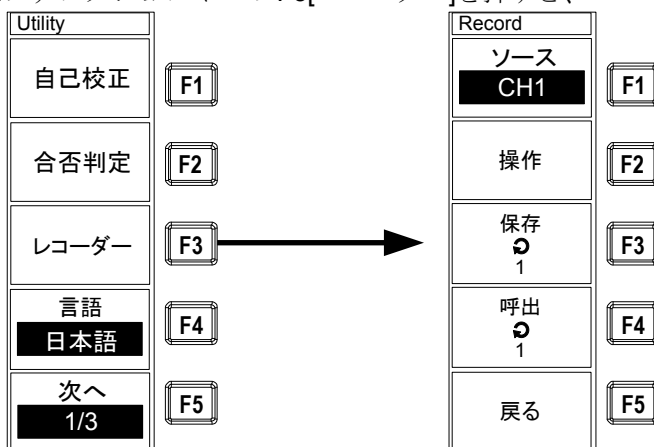 Utility
自己校正
F1
合否判定
F2
レコーダー
F3
言語
日本語
F4
次へ
1/3
F5
Record
ソース
CH1
F1
操作
F2
保存
1
F3
呼出
1
F4
戻る
F5